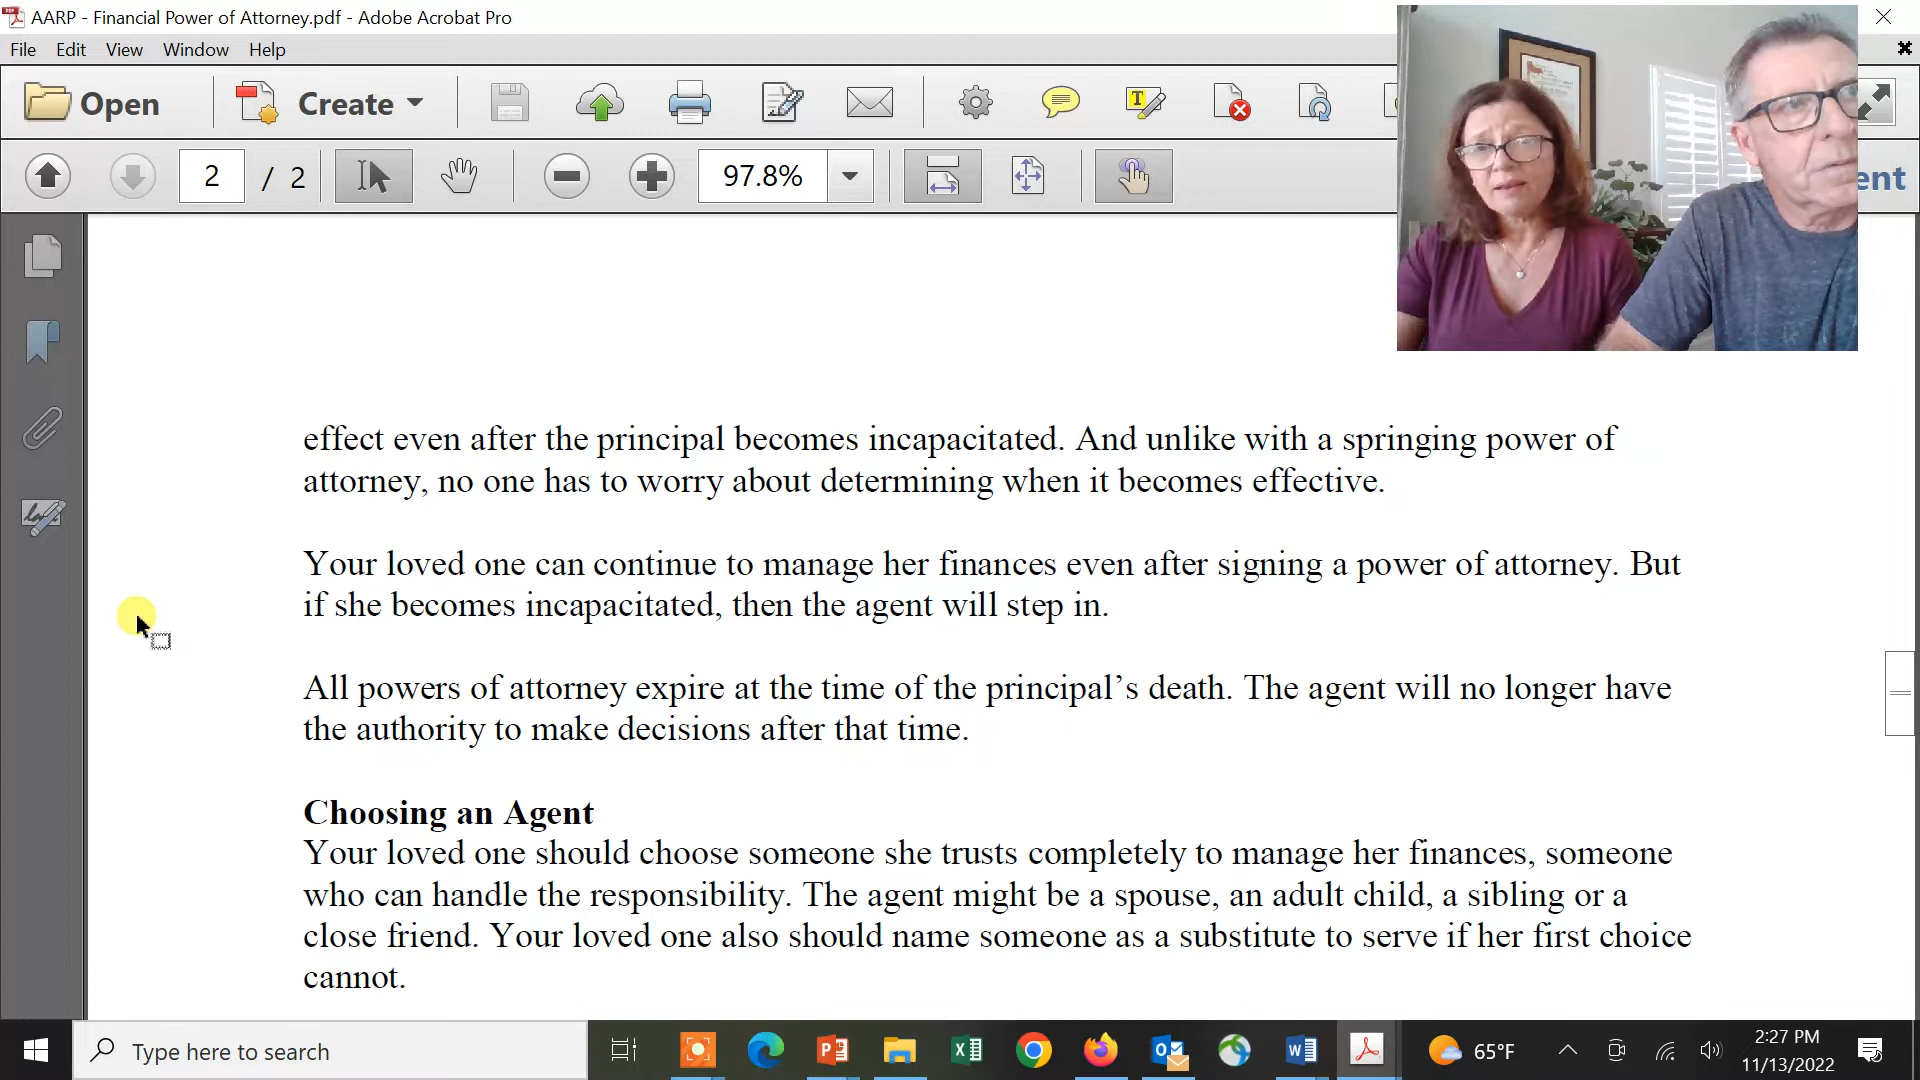 AARP - Financial Power of Attorney.pdf - Adobe Acrobat Pro
File Edit View Window Help
Open Create
2 / 2 97.8% ent
effect even after the principal becomes incapacitated. And unlike with a springing power of
attorney, no one has to worry about determining when it becomes effective.
Your loved one can continue to manage her finances even after signing a power of attorney. But
if she becomes incapacitated, then the agent will step in.
All powers of attorney expire at the time of the principal’s death. The agent will no longer have
the authority to make decisions after that time.
Choosing an Agent
Your loved one should choose someone she trusts completely to manage her finances, someone
who can handle the responsibility. The agent might be a spouse, an adult child, a sibling or a
close friend. Your loved one also should name someone as a substitute to serve if her first choice
cannot.
Type here to search
65°F
2:27 PM
11/13/2022